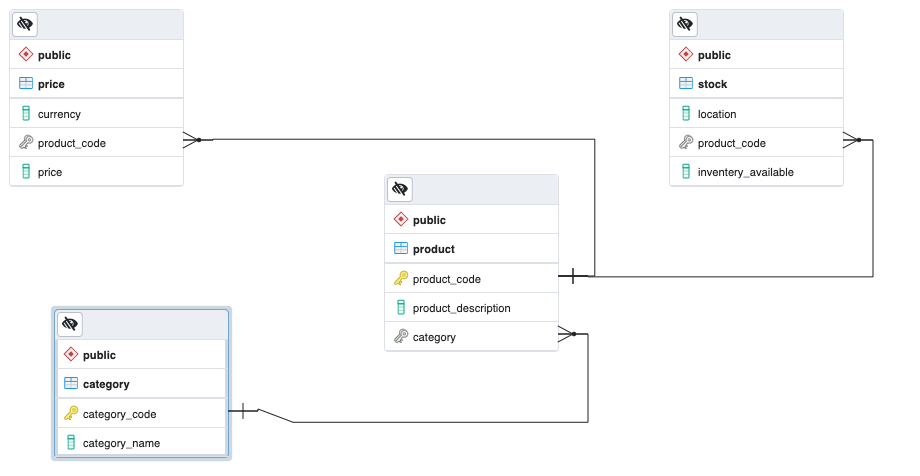 public
price
currency
product_code
price
public
stock
location
product_code
inventery_available
public
product
product_code
product_description
category
public
category
category_code
category_name